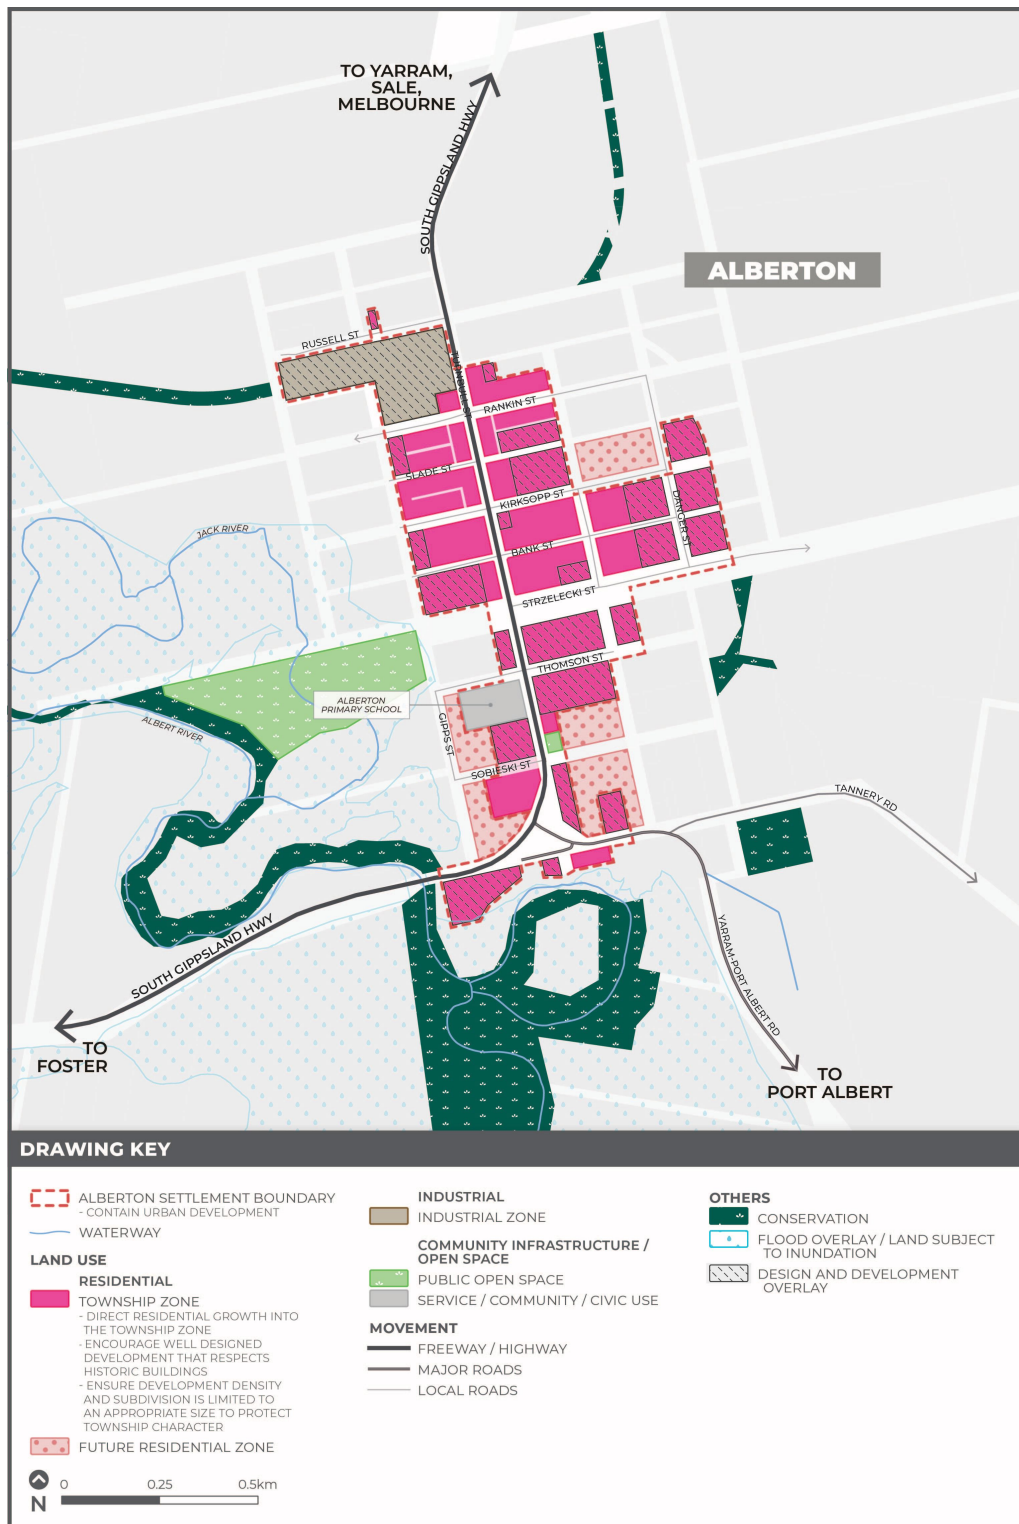 TO YARRAM,
SALE,
MELBOURNE
SOUTH GIPPSLAND HWY
ALBERTON
RUSSELL ST
TURNBULL ST
RANKIN ST
SLADE ST
KIRKSOPP ST
DANGER ST
JACK RIVER
BANK ST
STRZELECKI ST
THOMSON ST
ALBERTON
PRIMARY SCHOOL
GIPPS ST
ALBERT RIVER
SOBIESKI ST
TANNERY RD
SOUTH GIPPSLAND HWY
YARRAM-PORT ALBERT RD
TO
FOSTER
TO
PORT ALBERT
DRAWING KEY
ALBERTON SETTLEMENT BOUNDARY
- CONTAIN URBAN DEVELOPMENT
WATERWAY
LAND USE
RESIDENTIAL
TOWNSHIP ZONE
- DIRECT RESIDENTIAL GROWTH INTO
THE TOWNSHIP ZONE
- ENCOURAGE WELL DESIGNED
DEVELOPMENT THAT RESPECTS
HISTORIC BUILDINGS
- ENSURE DEVELOPMENT DENSITY
AND SUBDIVISION IS LIMITED TO
AN APPROPRIATE SIZE TO PROTECT
TOWNSHIP CHARACTER
FUTURE RESIDENTIAL ZONE
N
0 0.25 0.5km
INDUSTRIAL
INDUSTRIAL ZONE
COMMUNITY INFRASTRUCTURE /
OPEN SPACE
PUBLIC OPEN SPACE
SERVICE / COMMUNITY / CIVIC USE
MOVEMENT
FREEWAY / HIGHWAY
MAJOR ROADS
LOCAL ROADS
OTHERS
CONSERVATION
FLOOD OVERLAY / LAND SUBJECT
TO INUNDATION
DESIGN AND DEVELOPMENT
OVERLAY